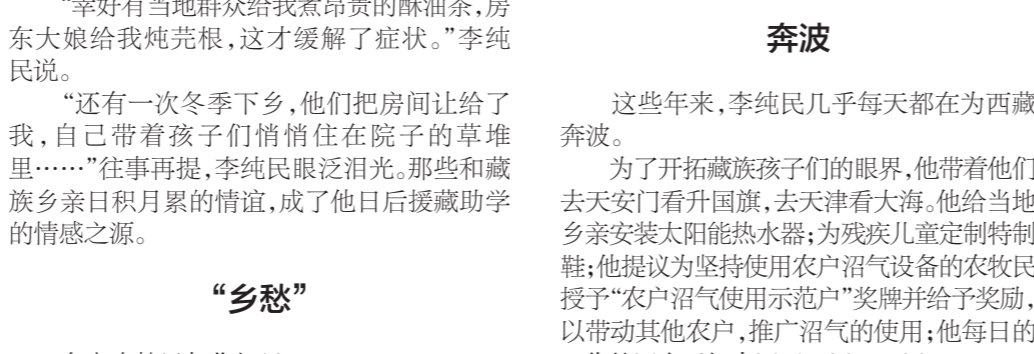 “幸好有当地群众给我煮昂贵的酥油茶，房
东大娘给我炖芫根，这才缓解了症状。”李纯
民说。
“还有一次冬季下乡，他们把房间让给了
我，自己带着孩子们悄悄住在院子的草堆
里……”往事再提，李纯民眼泛泪光。那些和藏
族乡亲日积月累的情谊，成了他日后援藏助学
的情感之源。
“乡愁”
奔波
这些年来，李纯民几乎每天都在为西藏
奔波。
为了开拓藏族孩子们的眼界，他带着他们
去天安门看升国旗，去天津看大海。他给当地
乡亲安装太阳能热水器；为残疾儿童定制特制
鞋；他提议为坚持使用农户沼气设备的农牧民
授予“农户沼气使用示范户”奖牌并给予奖励，
以带动其他农户，推广沼气的使用；他每日的